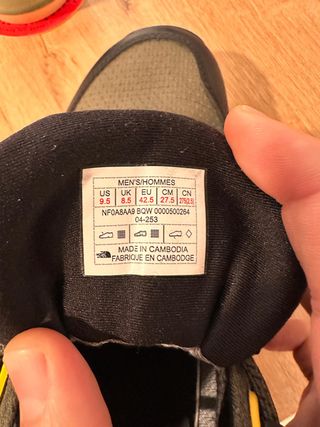 MEN'S/HOMMES
US UK EU CM CN
9.5 8.5 42.5 27.5 275(2.5)
NF0A8AA9 BQW 0000500264
04-253
MADE IN CAMBODIA
FABRIQUE EN CAMBODGE